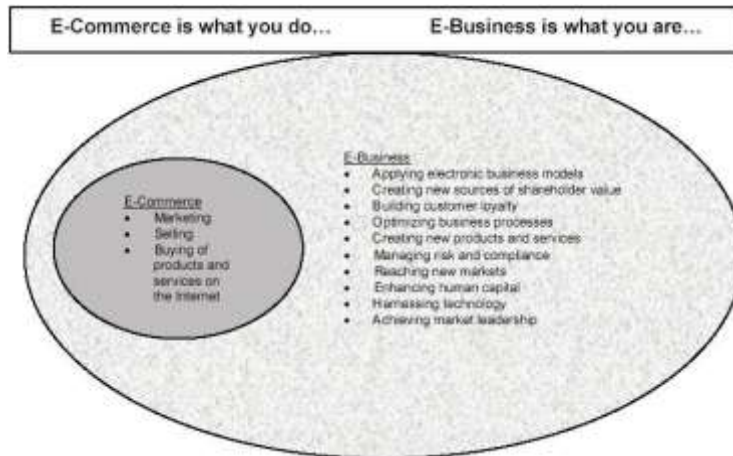 E-Commerce is what you do... E-Business is what you are...
E-Commerce
• Marketing
• Selling
• Buying of
products and
services on
the Internet
E-Business
• Applying electronic business models
• Creating new sources of shareholder value
• Building customer loyalty
• Optimizing business processes
• Creating new products and services
• Managing risk and compliance
• Reaching new markets
• Enhancing human capital
• Harnassing technology
• Achieving market leadership